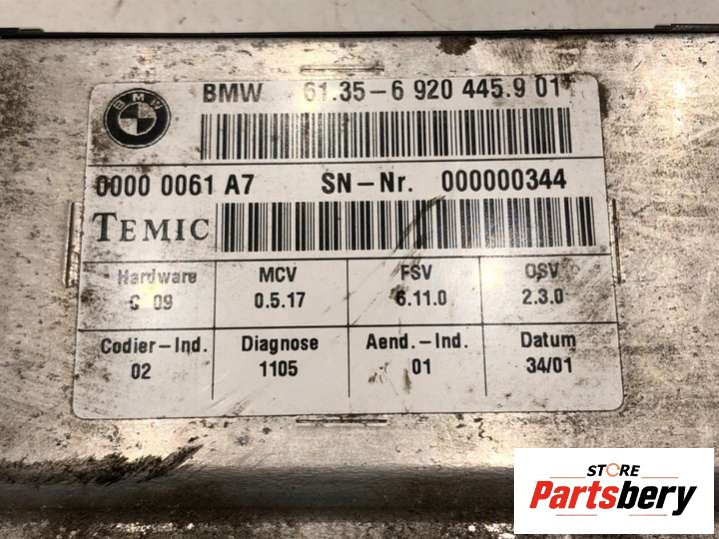 BMW
BMW 61.35-6 920 445.9 01
0000 0061 A7 SN-Nr. 000000344
TEMIC
Hardware MCV FSV OSV
C 09 0.5.17 6.11.0 2.3.0
Codier-Ind. Diagnose Aend.-Ind. Datum
02 1105 01 34/01
STORE
Partsbery